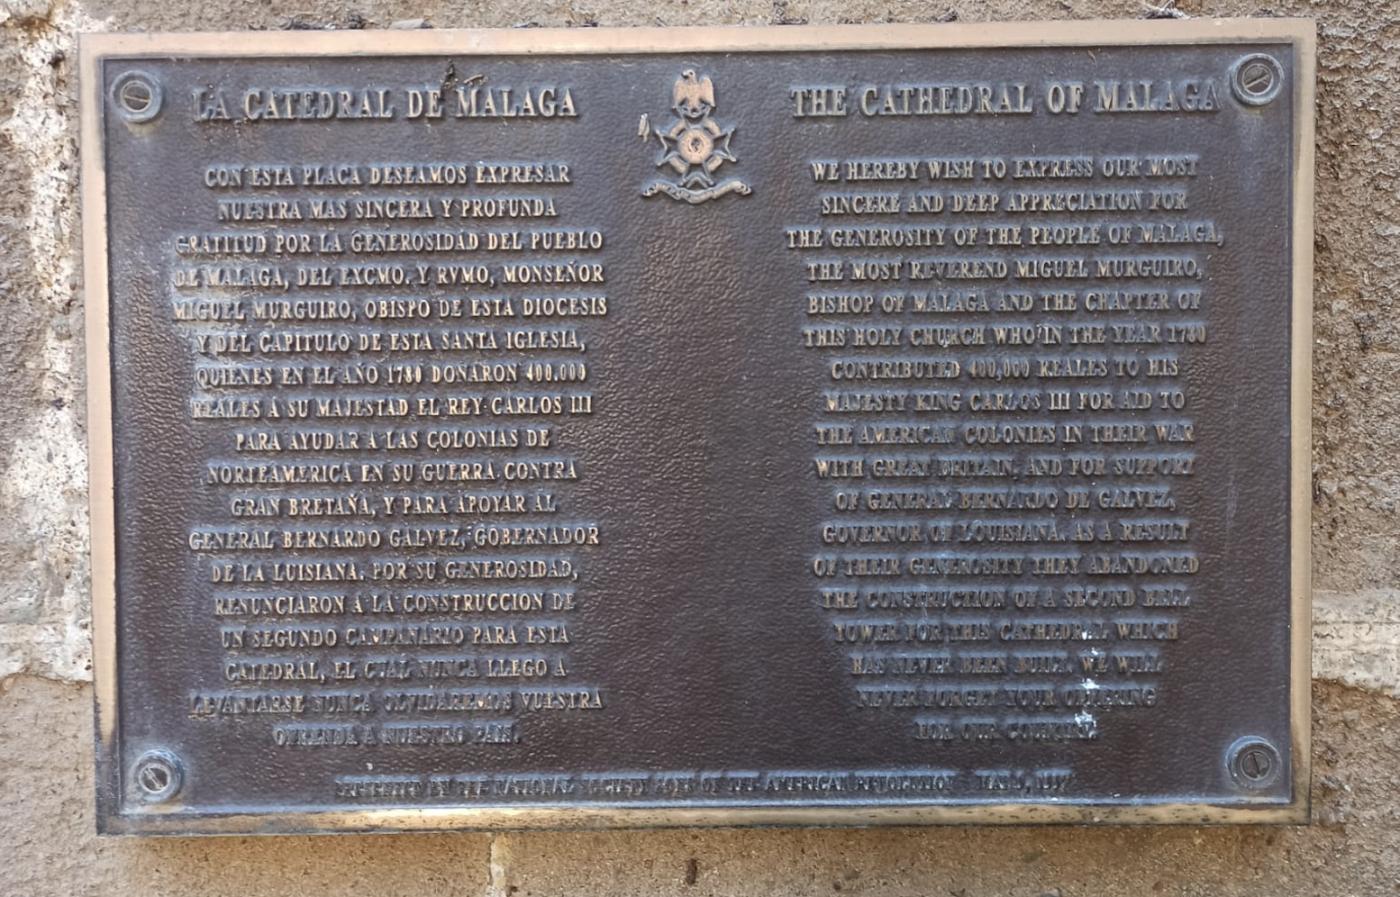 LA CATEDRAL DE MALAGA
CON ESTA PLACA DESEAMOS EXPRESAR
NUESTRA MAS SINCERA Y PROFUNDA
GRATITUD POR LA GENEROSIDAD DEL PUEBLO
DE MALAGA, DEL EXCMO. Y RVMO, MONSEÑOR
MIGUEL MURGUIRO, OBISPO DE ESTA DIOCESIS
Y DEL CAPITULO DE ESTA SANTA IGLESIA,
QUIENES EN EL AÑO 1780 DONARON 400.000
REALES A SU MAJESTAD EL REY CARLOS III
PARA AYUDAR A LAS COLONIAS DE
NORTEAMERICA EN SU GUERRA CONTRA
GRAN BRETAÑA, Y PARA APOYAR AL
GENERAL BERNARDO GALVEZ, GOBERNADOR
DE LA LUISIANA. POR SU GENEROSIDAD,
RENUNCIARON A LA CONSTRUCCION DE
UN SEGUNDO CAMPANARIO PARA ESTA
CATEDRAL, EL CUAL NUNCA LLEGO A
LEVANTARSE NUNCA OLVIDAREMOS VUESTRA
OFRENDA A NUESTRO PAIS.
THE CATHEDRAL OF MALAGA
WE HEREBY WISH TO EXPRESS OUR MOST
SINCERE AND DEEP APPRECIATION FOR
THE GENEROSITY OF THE PEOPLE OF MALAGA,
THE MOST REVEREND MIGUEL MURGUIRO,
BISHOP OF MALAGA AND THE CHAPTER OF
THIS HOLY CHURCH WHO IN THE YEAR 1780
CONTRIBUTED 400,000 REALES TO HIS
MAJESTY KING CARLOS III FOR AID TO
THE AMERICAN COLONIES IN THEIR WAR
WITH GREAT BRITAIN, AND FOR SUPPORT
OF GENERAL BERNARDO DE GALVEZ,
GOVERNOR OF LOUISIANA. AS A RESULT
OF THEIR GENEROSITY THEY ABANDONED
THE CONSTRUCTION OF A SECOND BELL
TOWER FOR THIS CATHEDRAL WHICH
HAS NEVER BEEN BUILT. WE WILL
NEVER FORGET YOUR OFFERING
FOR OUR COUNTRY.
PRESENTED BY THE NATIONAL SOCIETY SONS OF THE AMERICAN REVOLUTION